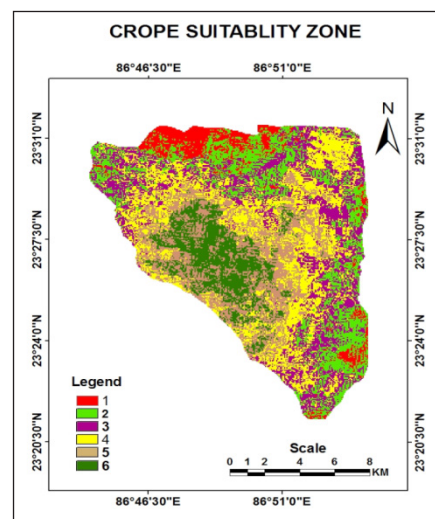 CROPE SUITABLITY ZONE
86°46'30"E 86°51'0"E
N
23°31'0"N 23°31'0"N
23°27'30"N 23°27'30"N
23°24'0"N 23°24'0"N
23°20'30"N 23°20'30"N
Legend
1
2
3
4
5
6
Scale
0 1 2 4 6 8
KM
86°46'30"E 86°51'0"E